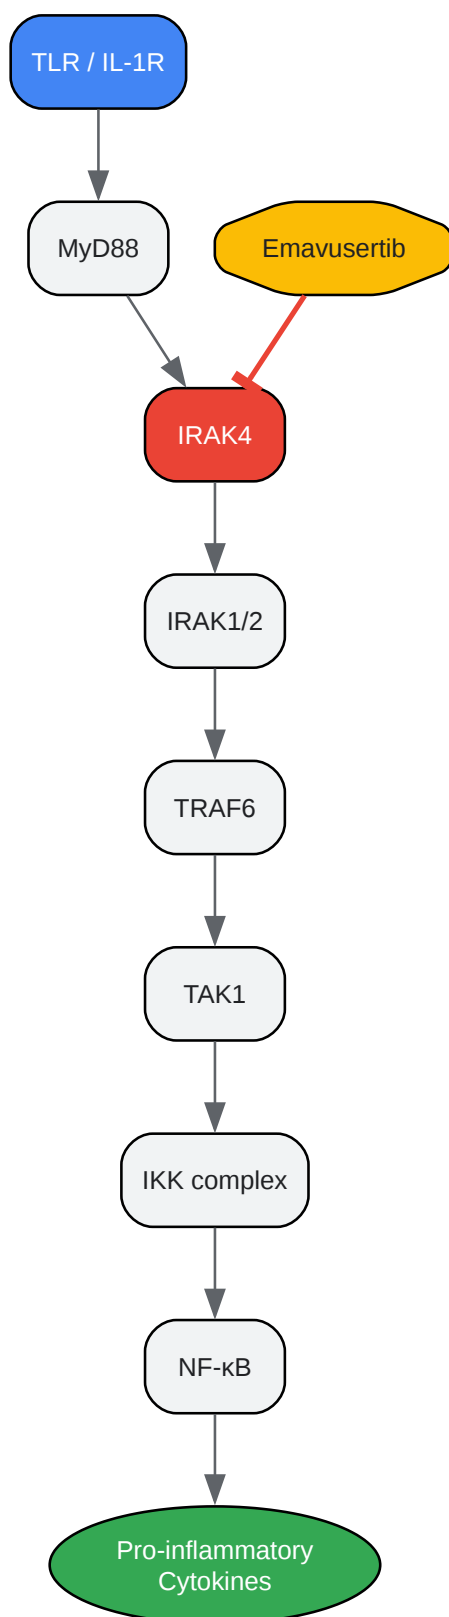 TLR / IL-1R
MyD88
Emavusertib
IRAK4
IRAK1/2
TRAF6
TAK1
IKK complex
NF-κB
Pro-inflammatory
Cytokines